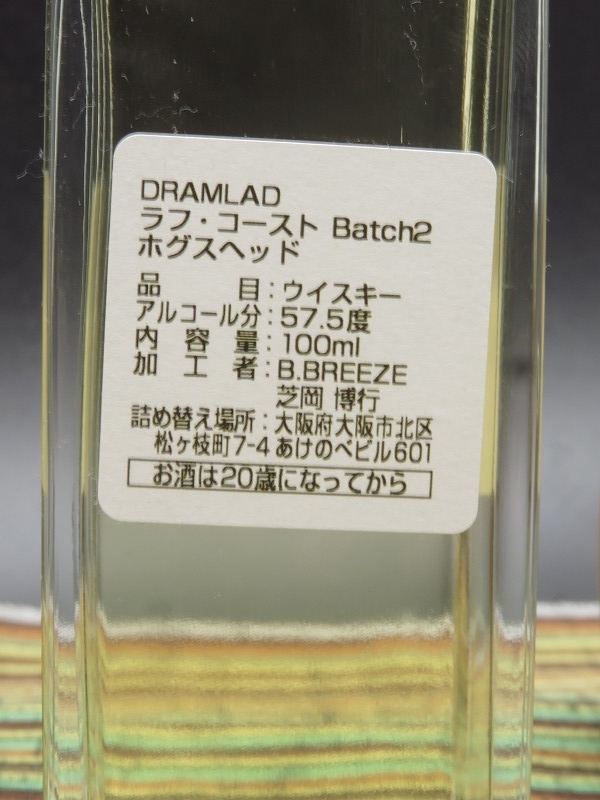 DRAMLAD
ラフ・コースト Batch2
ホグスヘッド
品目：ウイスキー
アルコール分：57.5度
内容量：100ml
加工者：B.BREEZE
芝岡 博行
詰め替え場所：大阪府大阪市北区
松ヶ枝町7-4 あけのべビル601
お酒は20歳になってから